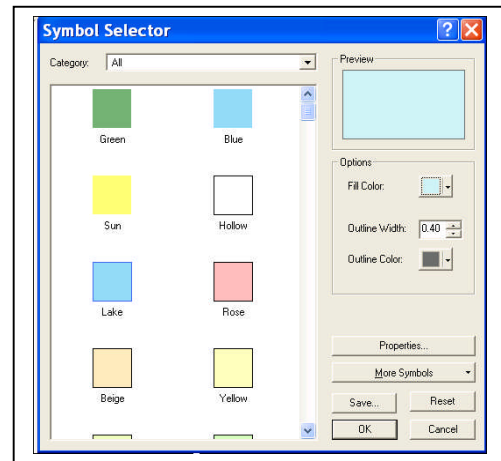 Symbol Selector
Category: All
Green Blue
Sun Hollow
Lake Rose
Beige Yellow
Preview
Options
Fill Color:
Outline Width: 0.40
Outline Color:
Properties...
More Symbols
Save... Reset
OK Cancel